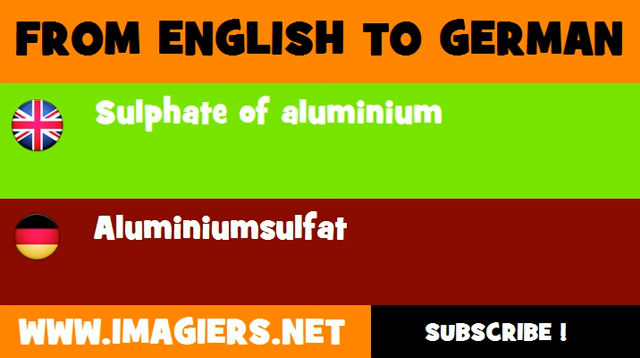 FROM ENGLISH TO GERMAN
Sulphate of aluminium
Aluminiumsulfat
WWW.IMAGIERS.NET
SUBSCRIBE !